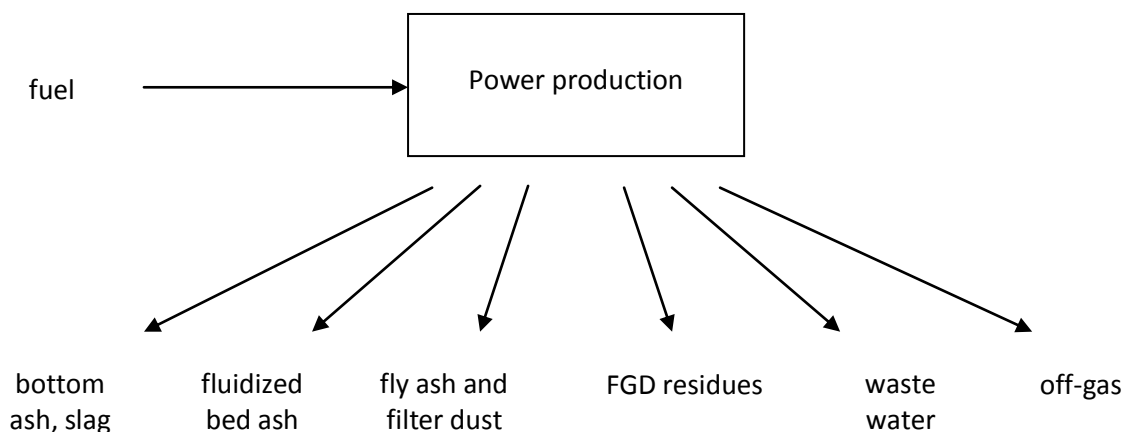 Power production
fuel
bottom
ash, slag
fluidized
bed ash
fly ash and
filter dust
FGD residues
waste
water
off-gas